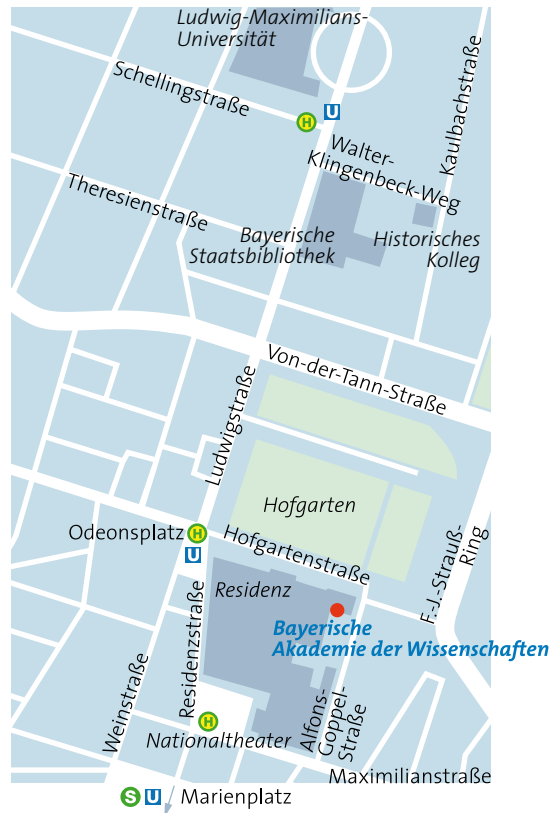 Ludwig-Maximilians-
Universität
Schellingstraße
H
U
Kaulbachstraße
Walter-
Klingenbeck-Weg
Theresienstraße
Bayerische
Staatsbibliothek
Historisches
Kolleg
Von-der-Tann-Straße
Ludwigstraße
Hofgarten
Odeonsplatz
H
U
Hofgartenstraße
F.-J.-Strauß-
Ring
Residenz
Residenzstraße
Bayerische
Akademie der Wissenschaften
Weinstraße
Alfons-
Goppel-
Straße
H
Nationaltheater
Maximilianstraße
S U Marienplatz